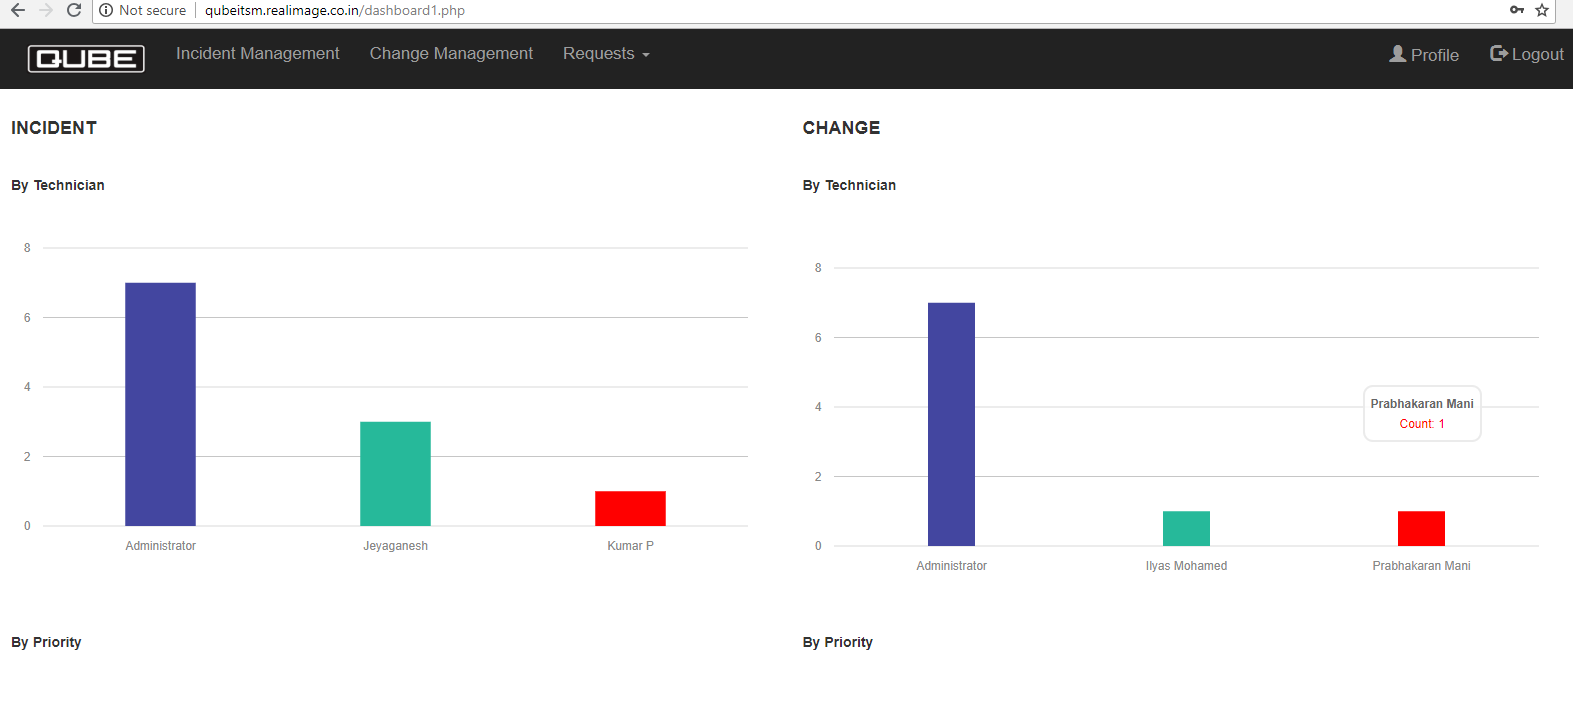 Not secure qubeitsm.realimage.co.in/dashboard1.php
QUBE Incident Management Change Management Requests Profile Logout
INCIDENT
By Technician
8
6
4
2
0
Administrator Jeyaganesh Kumar P
By Priority
CHANGE
By Technician
8
6
4
2
0
Prabhakaran Mani
Count: 1
Administrator Ilyas Mohamed Prabhakaran Mani
By Priority